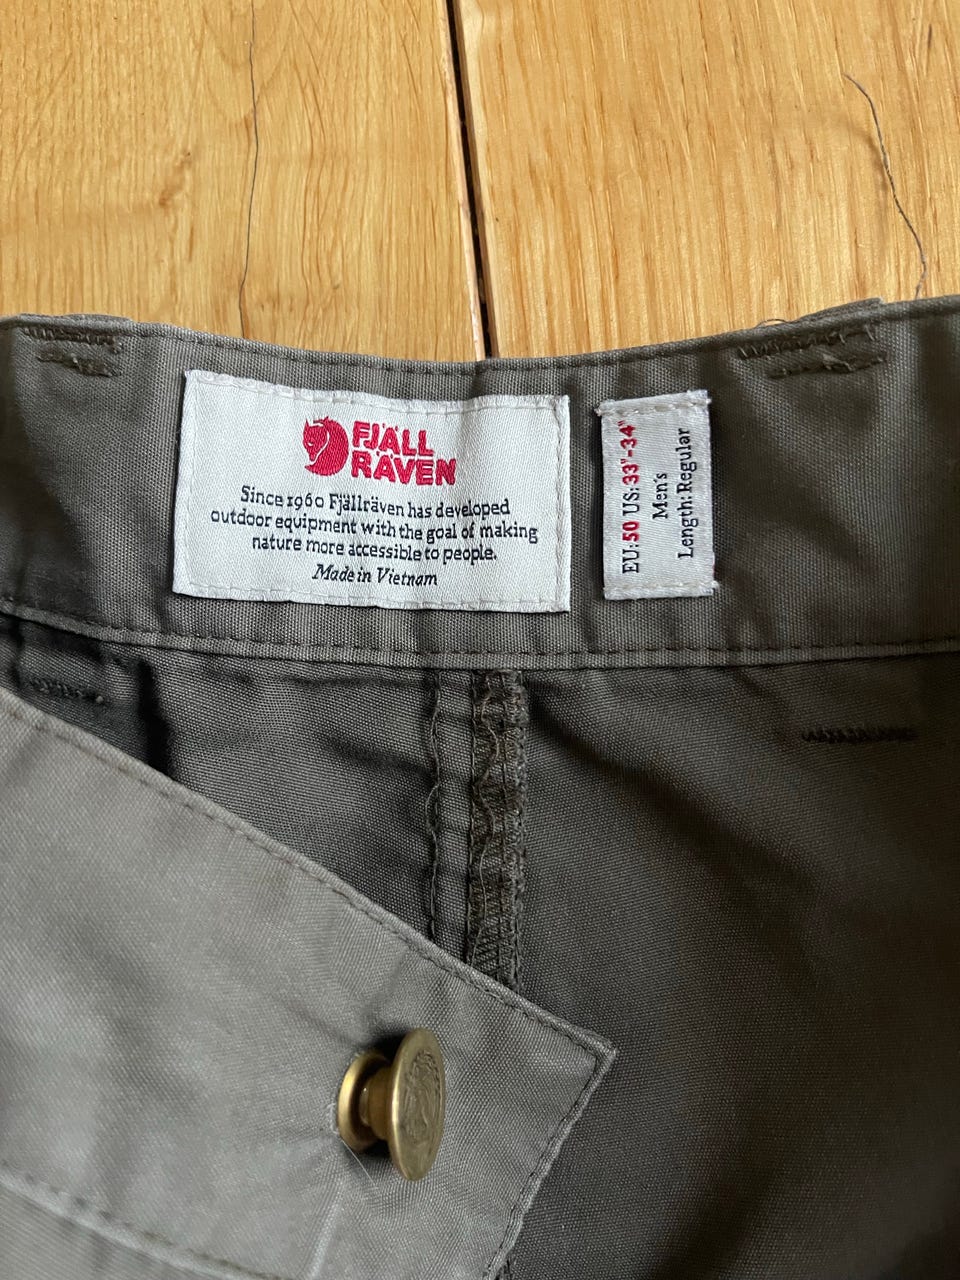 FJÄLL
RÄVEN
Since 1960 Fjällräven has developed
outdoor equipment with the goal of making
nature more accessible to people.
Made in Vietnam
EU:50 US:33"-34"
Men's
Length: Regular